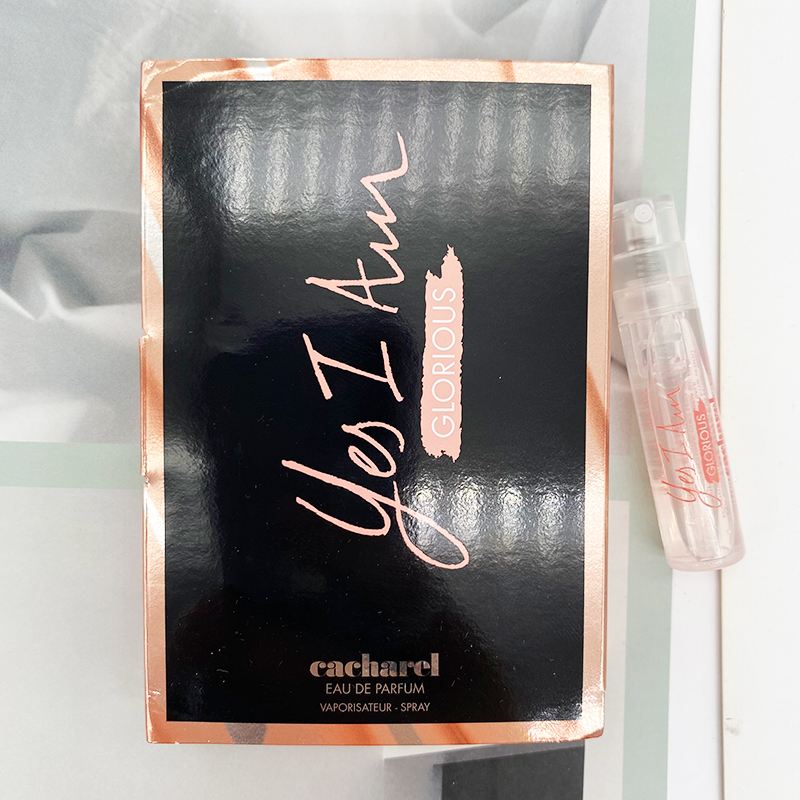 Yes I Am
GLORIOUS
cacharel
EAU DE PARFUM
VAPORISATEUR - SPRAY
Yes I Am
GLORIOUS